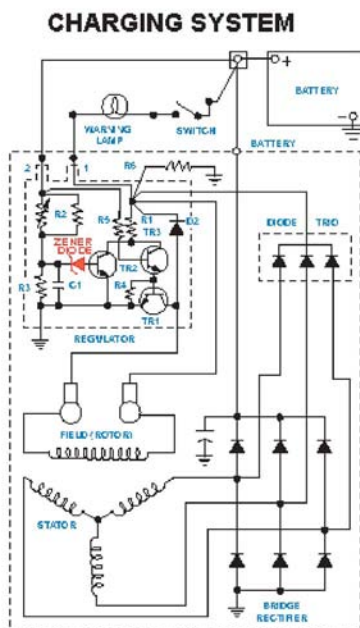 CHARGING SYSTEM
+
BATTERY
-
WARNING
LAMP
SWITCH
BATTERY
2
1
R6
R2
R5
R1
D2
TR3
DIODE TRIO
ZENER
DIODE
TR2
R3
C1
R4
TR1
REGULATOR
FIELD (ROTOR)
STATOR
BRIDGE
RECTIFIER